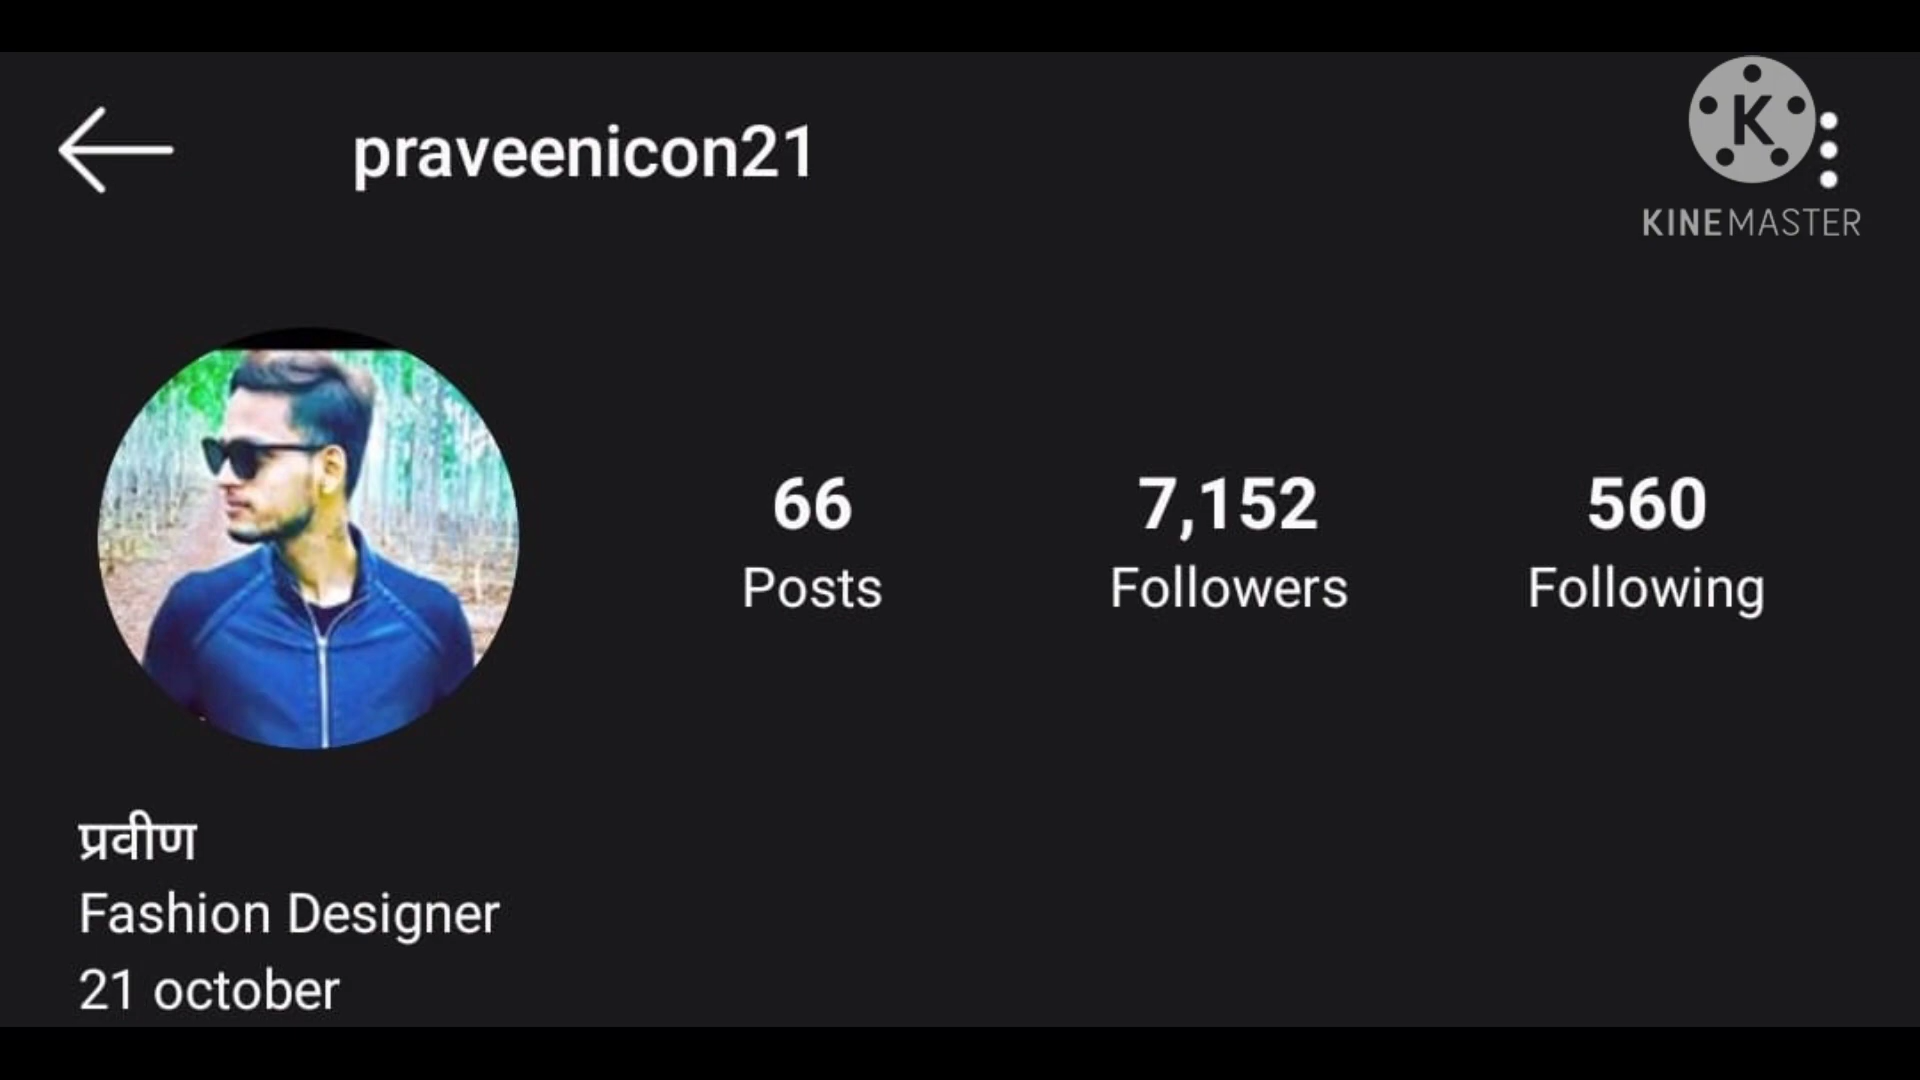 praveenicon21
K
KINEMASTER
66
Posts
7,152
Followers
560
Following
प्रवीण
Fashion Designer
21 october